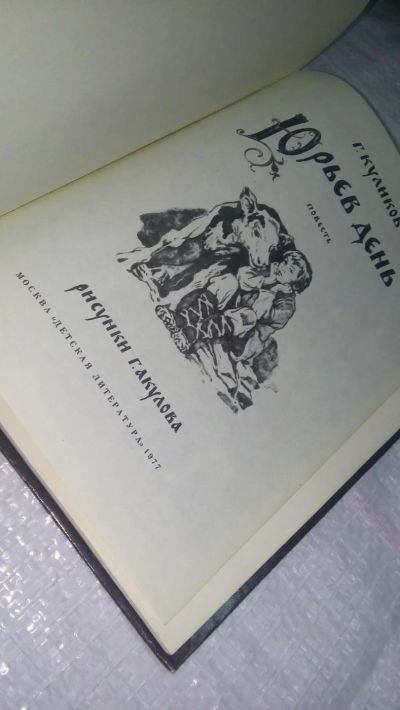 Г. КУЛИКОВ
ЮРЬЕВ ДЕНЬ
ПОВЕСТЬ
РИСУНКИ Г. АКУЛОВА
МОСКВА «ДЕТСКАЯ ЛИТЕРАТУРА» 1977